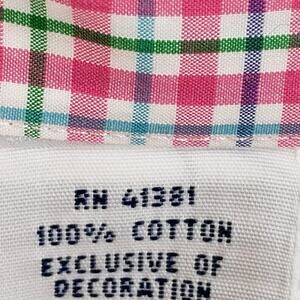 RN 41381
100% COTTON
EXCLUSIVE OF
DECORATION